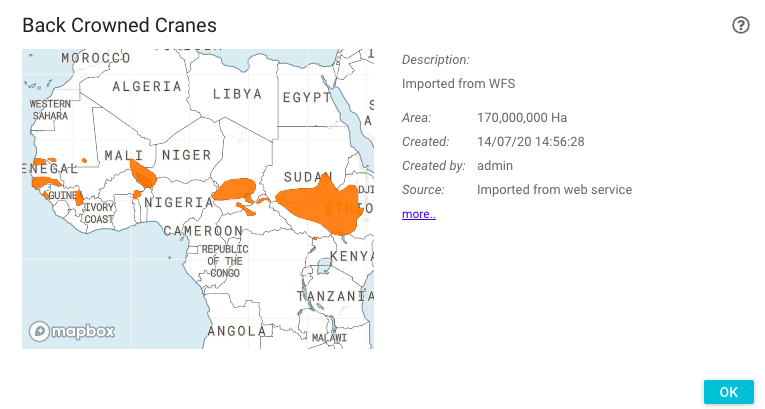 Back Crowned Cranes
MOROCCO
ALGERIA
LIBYA
EGYPT
WESTERN
SAHARA
MALI
NIGER
SUDAN
ENEGAL
GUINE
IVORY
COAST
NIGERIA
ETHIO
DJI
CAMEROON
REPUBLIC
OF THE
CONGO
KENYA
TANZANIA
ANGOLA
MALAWI
mapbox
Description:
Imported from WFS
Area: 170,000,000 Ha
Created: 14/07/20 14:56:28
Created by: admin
Source: Imported from web service
more..
OK